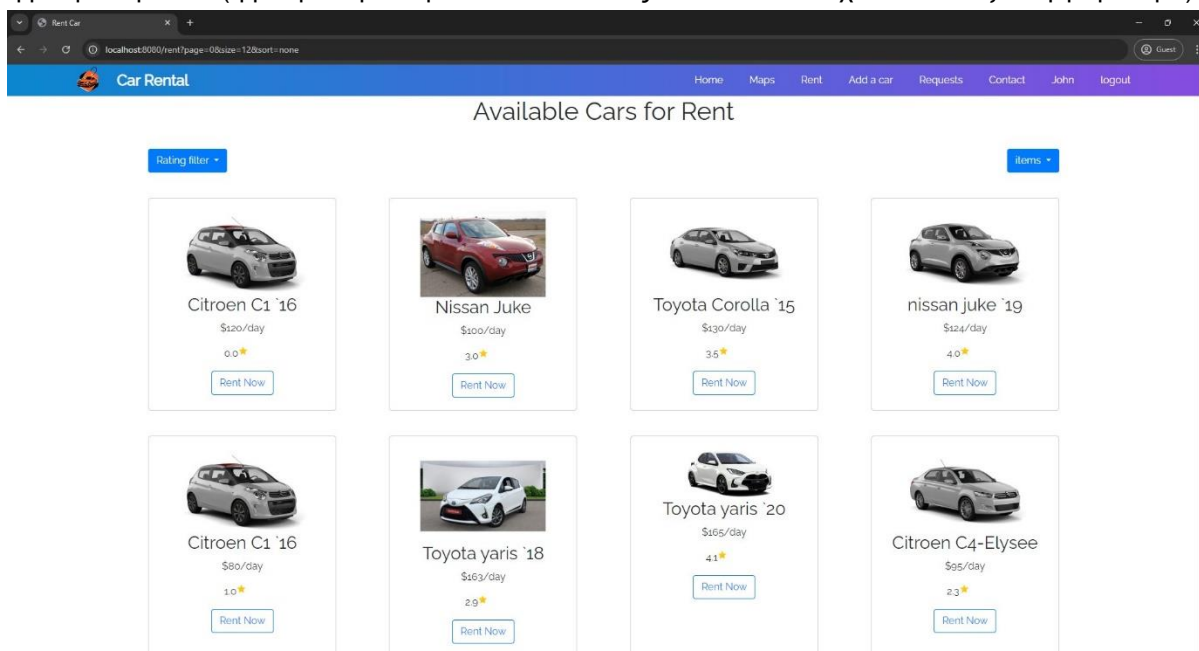 Rent Car
localhost:8080/rent?page=0&size=12&sort=none
Guest
Car Rental
Home Maps Rent Add a car Requests Contact John logout
Available Cars for Rent
Rating filter
items
Citroen C1 `16
$120/day
0.0
Rent Now
Nissan Juke
$100/day
3.0
Rent Now
Toyota Corolla `15
$130/day
3.5
Rent Now
nissan juke `19
$124/day
4.0
Rent Now
Citroen C1 `16
$80/day
1.0
Rent Now
Toyota yaris `18
$163/day
2.9
Rent Now
Toyota yaris `20
$165/day
4.1
Rent Now
Citroen C4-Elysee
$95/day
2.3
Rent Now